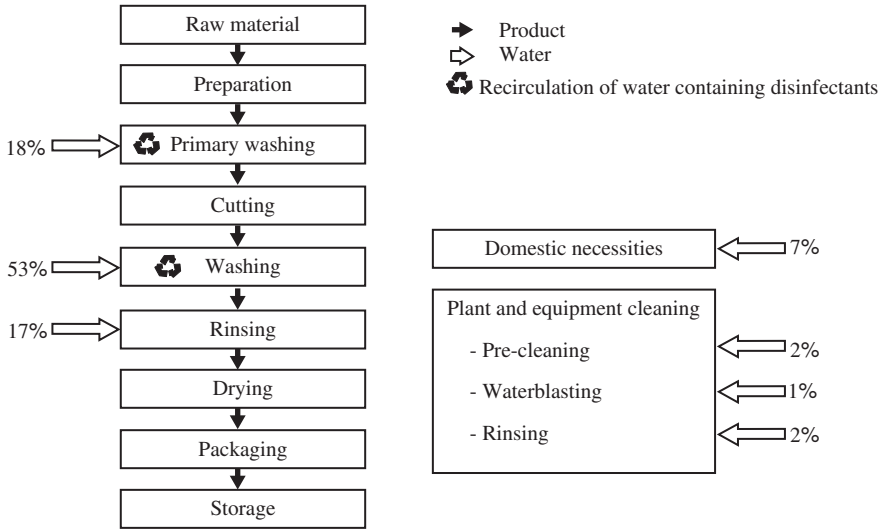 Raw material
Product
Water
Recirculation of water containing disinfectants
Preparation
18%
Primary washing
Cutting
53%
Washing
Domestic necessities
7%
17%
Rinsing
Plant and equipment cleaning
- Pre-cleaning
2%
- Waterblasting
1%
- Rinsing
2%
Drying
Packaging
Storage